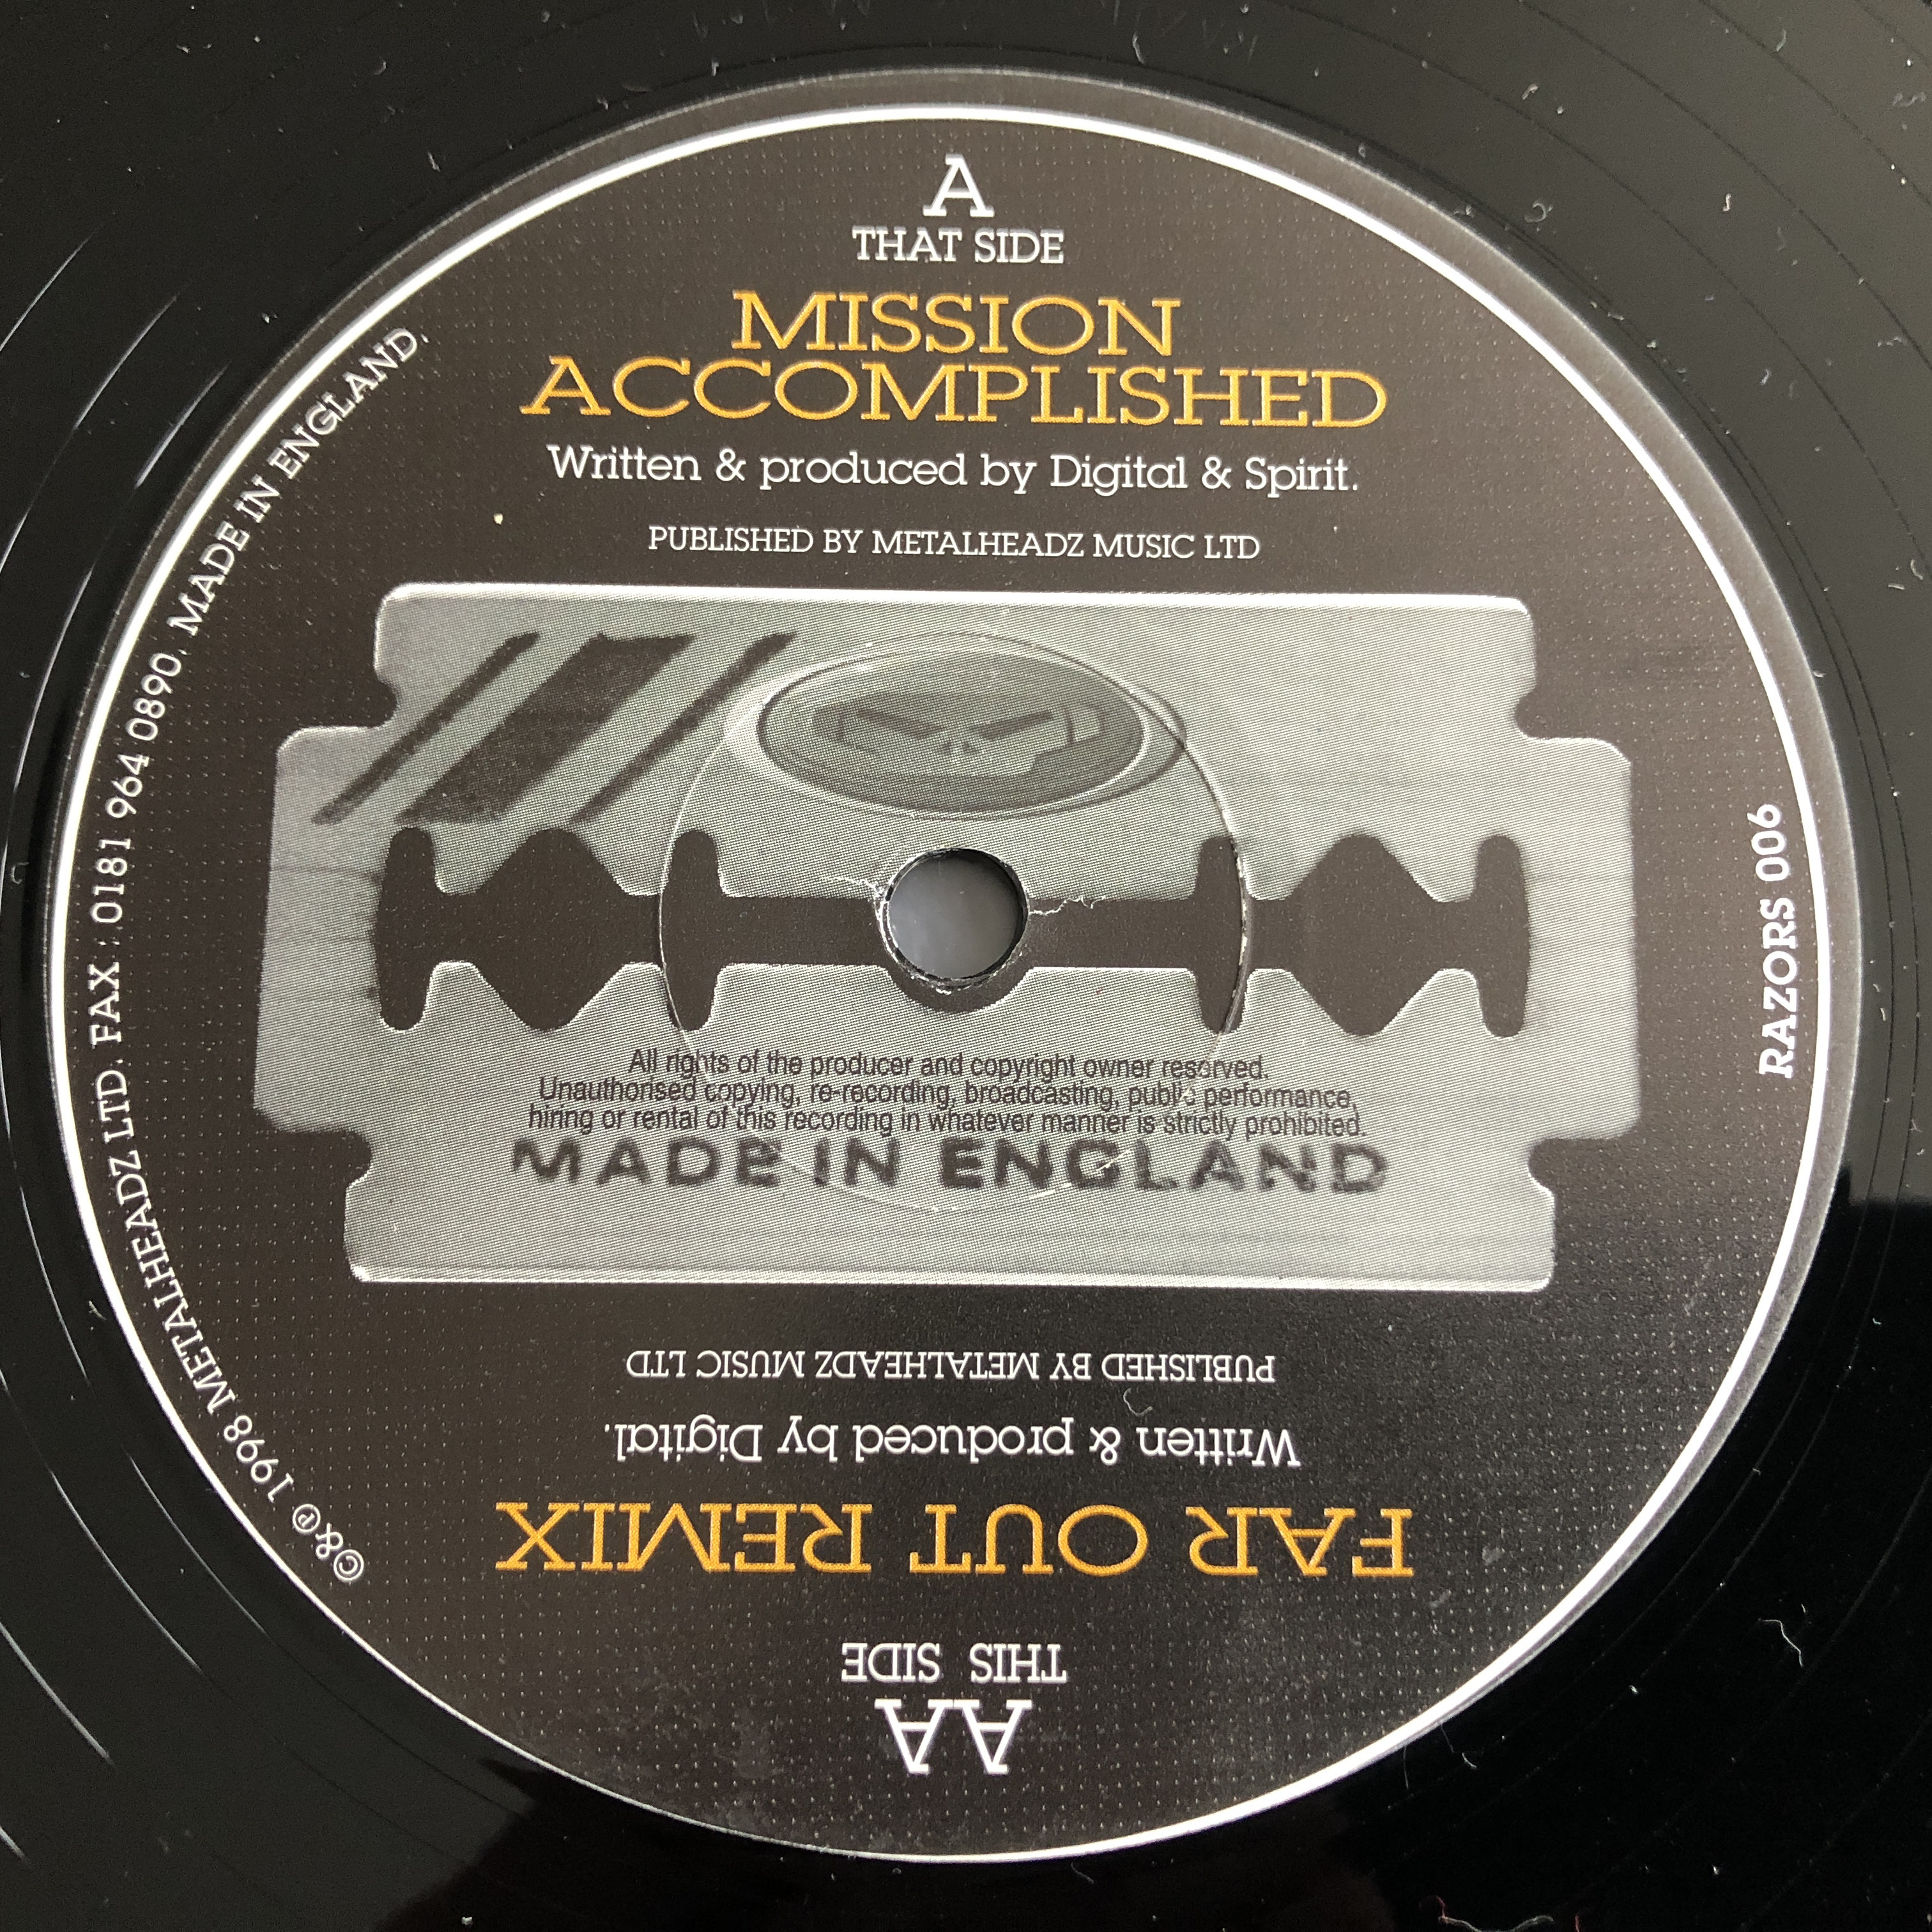 A
THAT SIDE
MISSION
ACCOMPLISHED
Written & produced by Digital & Spirit.
PUBLISHED BY METALHEADZ MUSIC LTD
©&℗ 1998 METALHEADZ LTD. FAX : 0181 964 0890. MADE IN ENGLAND.
RAZORS 006
All rights of the producer and copyright owner reserved.
Unauthorised copying, re-recording, broadcasting, public performance,
hiring or rental of this recording in whatever manner is strictly prohibited.
MADE IN ENGLAND
AA
THIS SIDE
FAR OUT REMIX
Written & produced by Digital.
PUBLISHED BY METALHEADZ MUSIC LTD